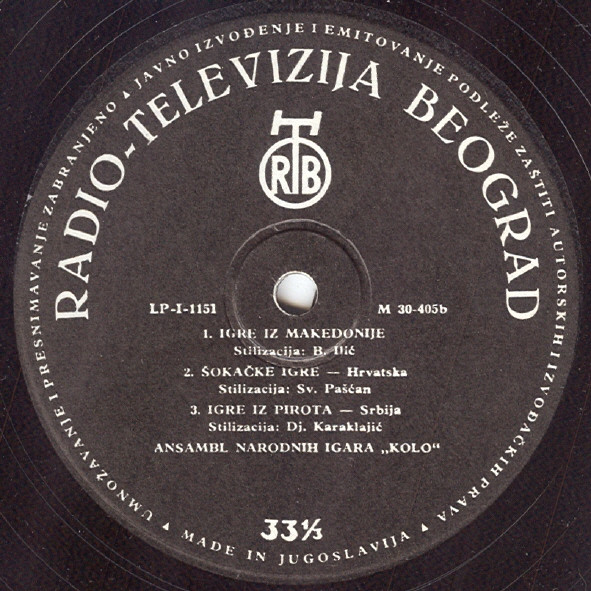 UMNOŽAVANJE I PRESNIMAVANJE ZABRANJENO ▲ JAVNO IZVOĐENJE I EMITOVANJE PODLEŽE ZAŠTITI AUTORSKIH I IZVOĐAČKIH PRAVA ▲
RADIO-TELEVIZIJA BEOGRAD
RTB
LP-I-1151
M 30-405b
1. IGRE IZ MAKEDONIJE
Stilizacija: B. Ilić
2. ŠOKAČKE IGRE — Hrvatska
Stilizacija: Sv. Pašćan
3. IGRE IZ PIROTA — Srbija
Stilizacija: Dj. Karaklajić
ANSAMBL NARODNIH IGARA „KOLO“
33⅓
▲ MADE IN JUGOSLAVIJA ▲